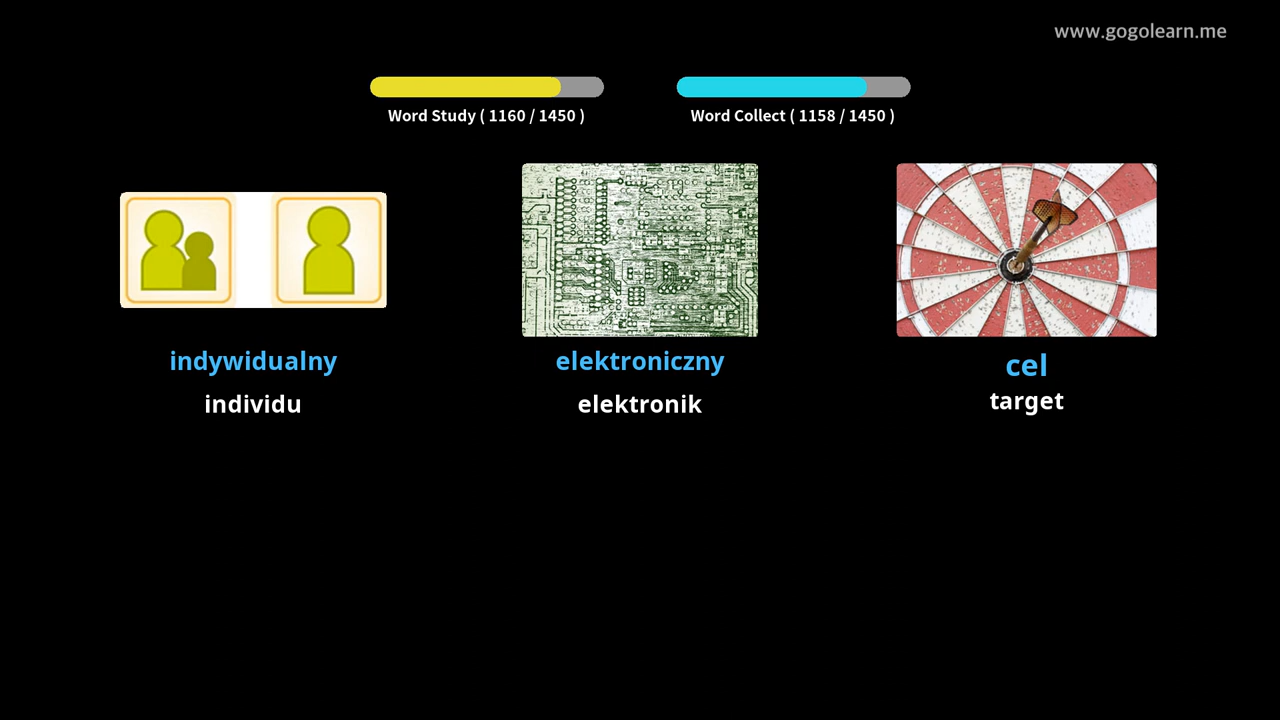 www.gogolearn.me
Word Study ( 1160 / 1450 )
Word Collect ( 1158 / 1450 )
indywidualny
individu
elektroniczny
elektronik
cel
target